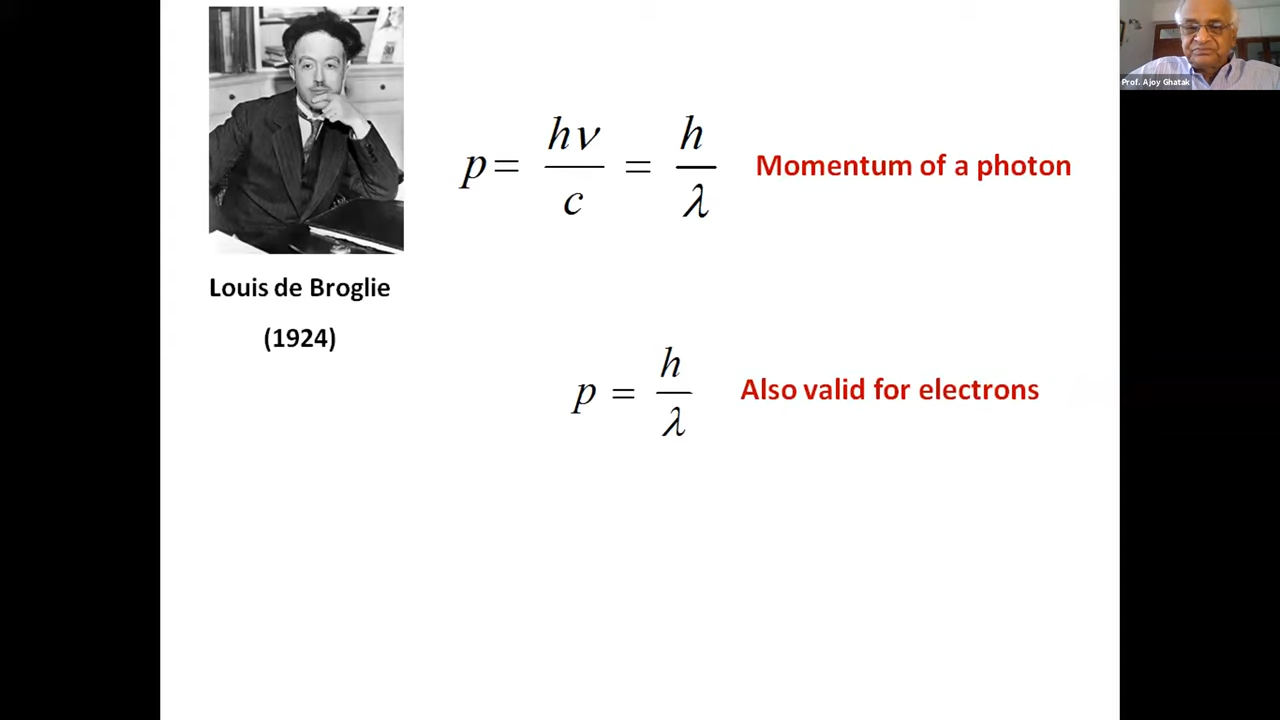 Prof. Ajoy Ghatak
p = hν/c = h/λ Momentum of a photon
Louis de Broglie
(1924)
p = h/λ Also valid for electrons